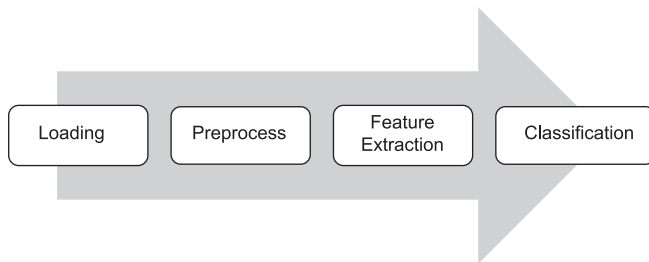 Loading
Preprocess
Feature
Extraction
Classification